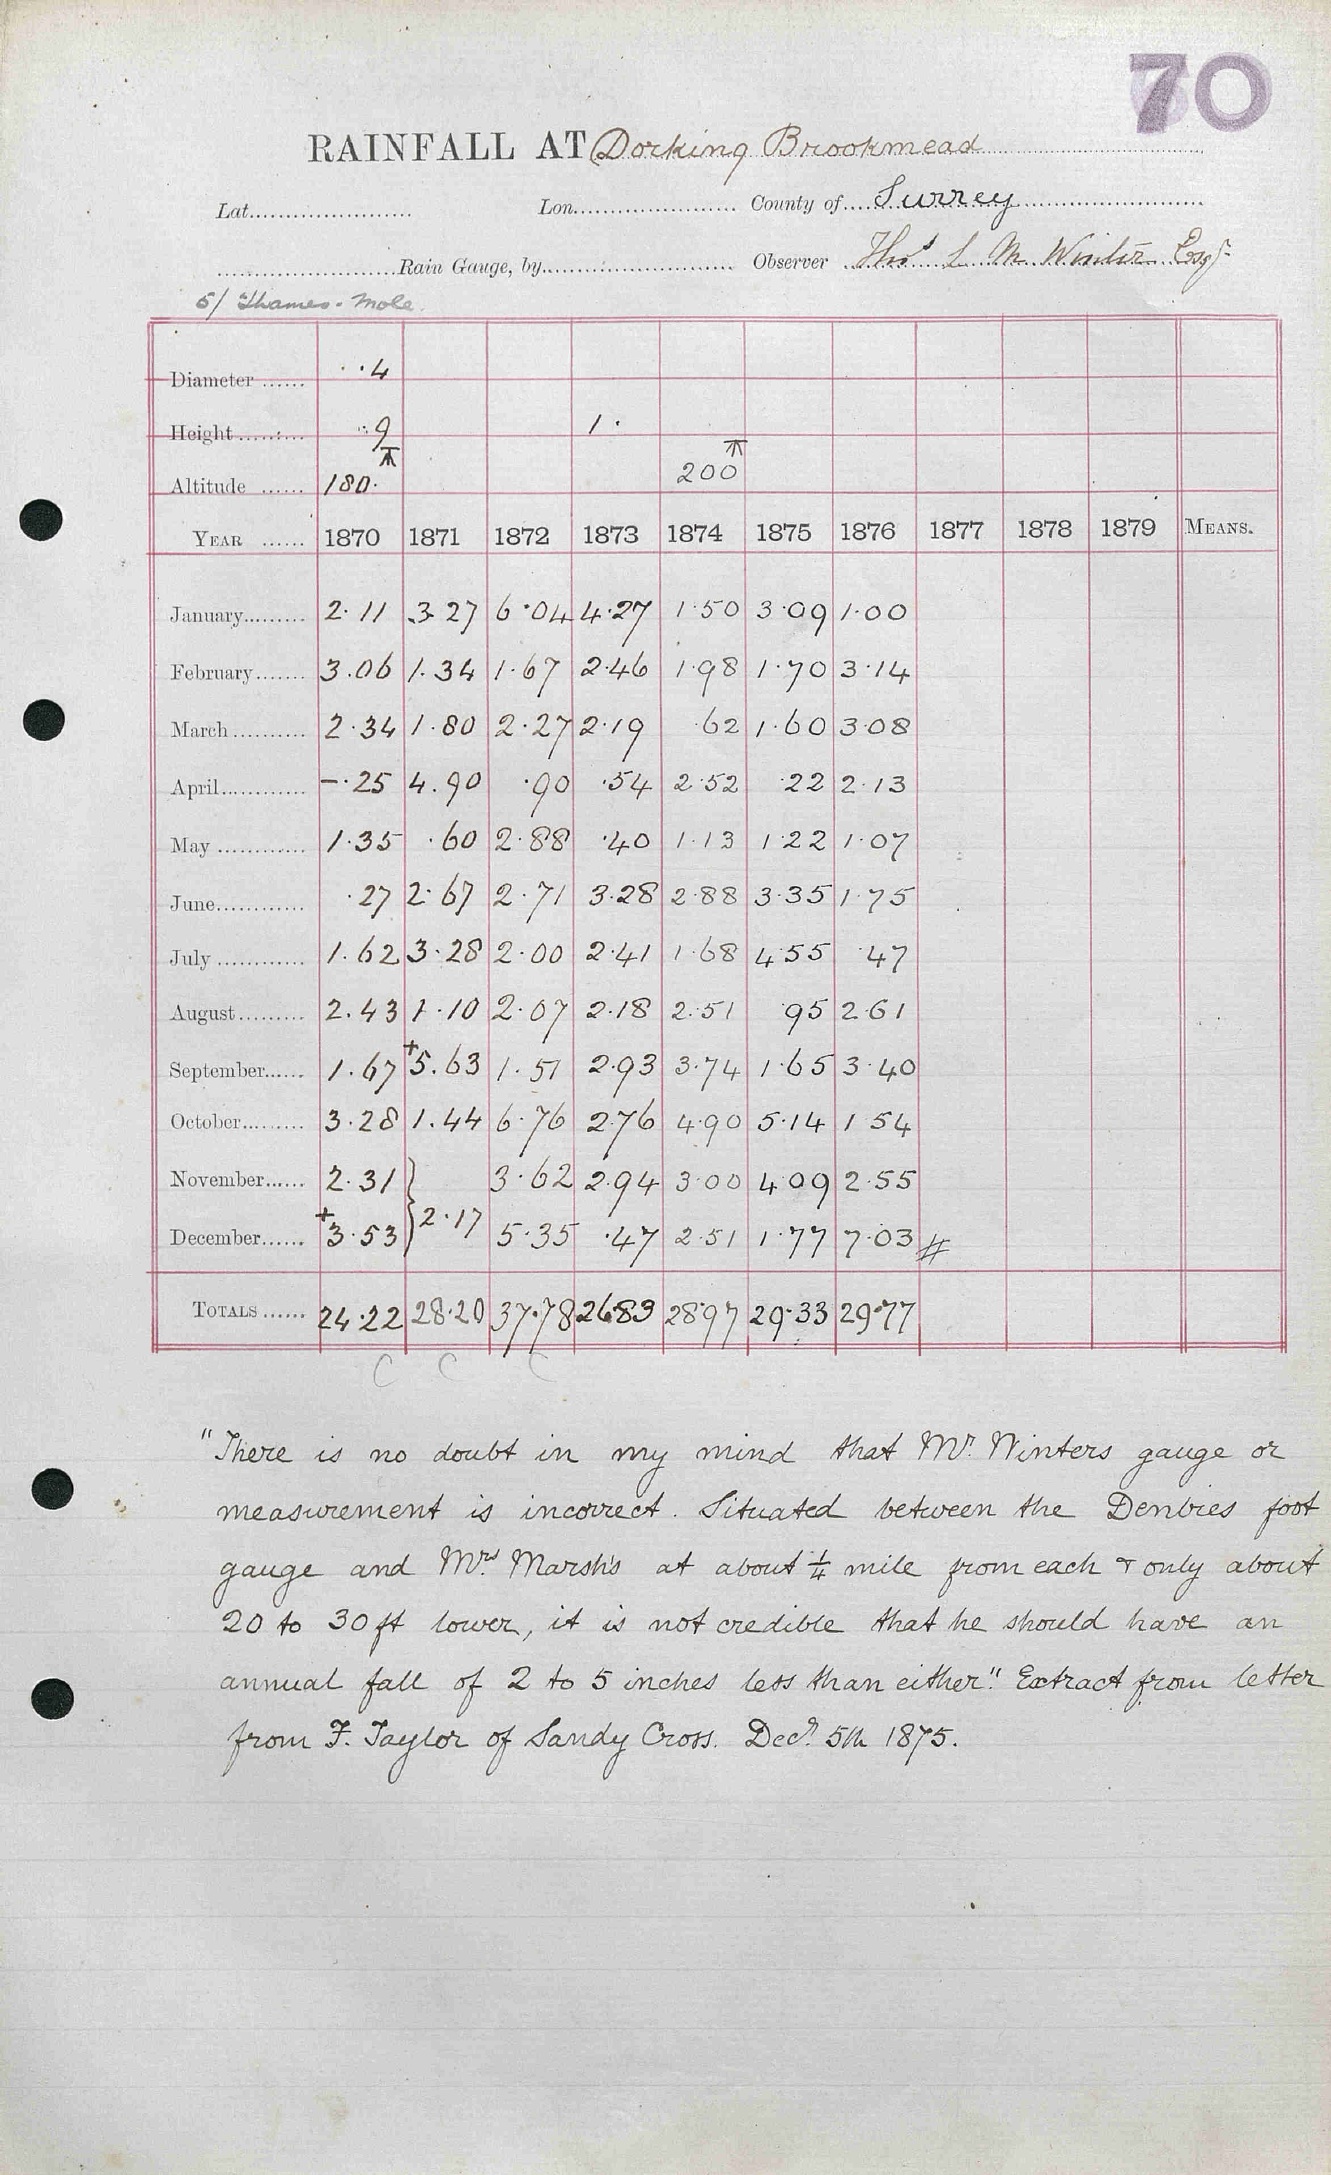 70
RAINFALL AT Dorking Brookmead
Lat. Lon. County of Surrey
Rain Gauge, by Observer Thos L M Winter Esqr
5/ Thames. Mole.
Diameter ·4
Height 9 1·
Altitude 180· 200
YEAR 1870 1871 1872 1873 1874 1875 1876 1877 1878 1879 MEANS.
January 2·11 3·27 6·04 4·27 1·50 3·09 1·00
February 3.06 1.34 1·67 2·46 1·98 1·70 3·14
March 2·34 1·80 2·27 2·19 ·62 1·60 3·08
April –·25 4.90 ·90 ·54 2·52 ·22 2·13
May 1·35 ·60 2·88 ·40 1·13 1·22 1·07
June ·27 2·67 2·71 3·28 2·88 3·35 1·75
July 1·62 3·28 2·00 2·41 1·68 4·55 ·47
August 2.43 1·10 2·07 2·18 2·51 ·95 2·61
September 1.67 +5.63 1·51 2·93 3·74 1·65 3·40
October 3·28 1.44 6·76 2·76 4·90 5·14 1 54
November 2·31 } 3·62 2·94 3·00 4·09 2·55
December +3·53 } 2·17 5·35 ·47 2·51 1·77 7·03 #
TOTALS 24·22 28·20 37·78 26·83 28·97 29·33 29·77
C C C
"There is no doubt in my mind that Mr. Winters gauge or
measurement is incorrect. Situated between the Denbies foot
gauge and Mrs. Marsh's at about 1/4 mile from each & only about
20 to 30 ft lower, it is not credible that he should have an
annual fall of 2 to 5 inches less than either." Extract from letter
from F. Taylor of Sandy Cross. Decr. 5th 1875.